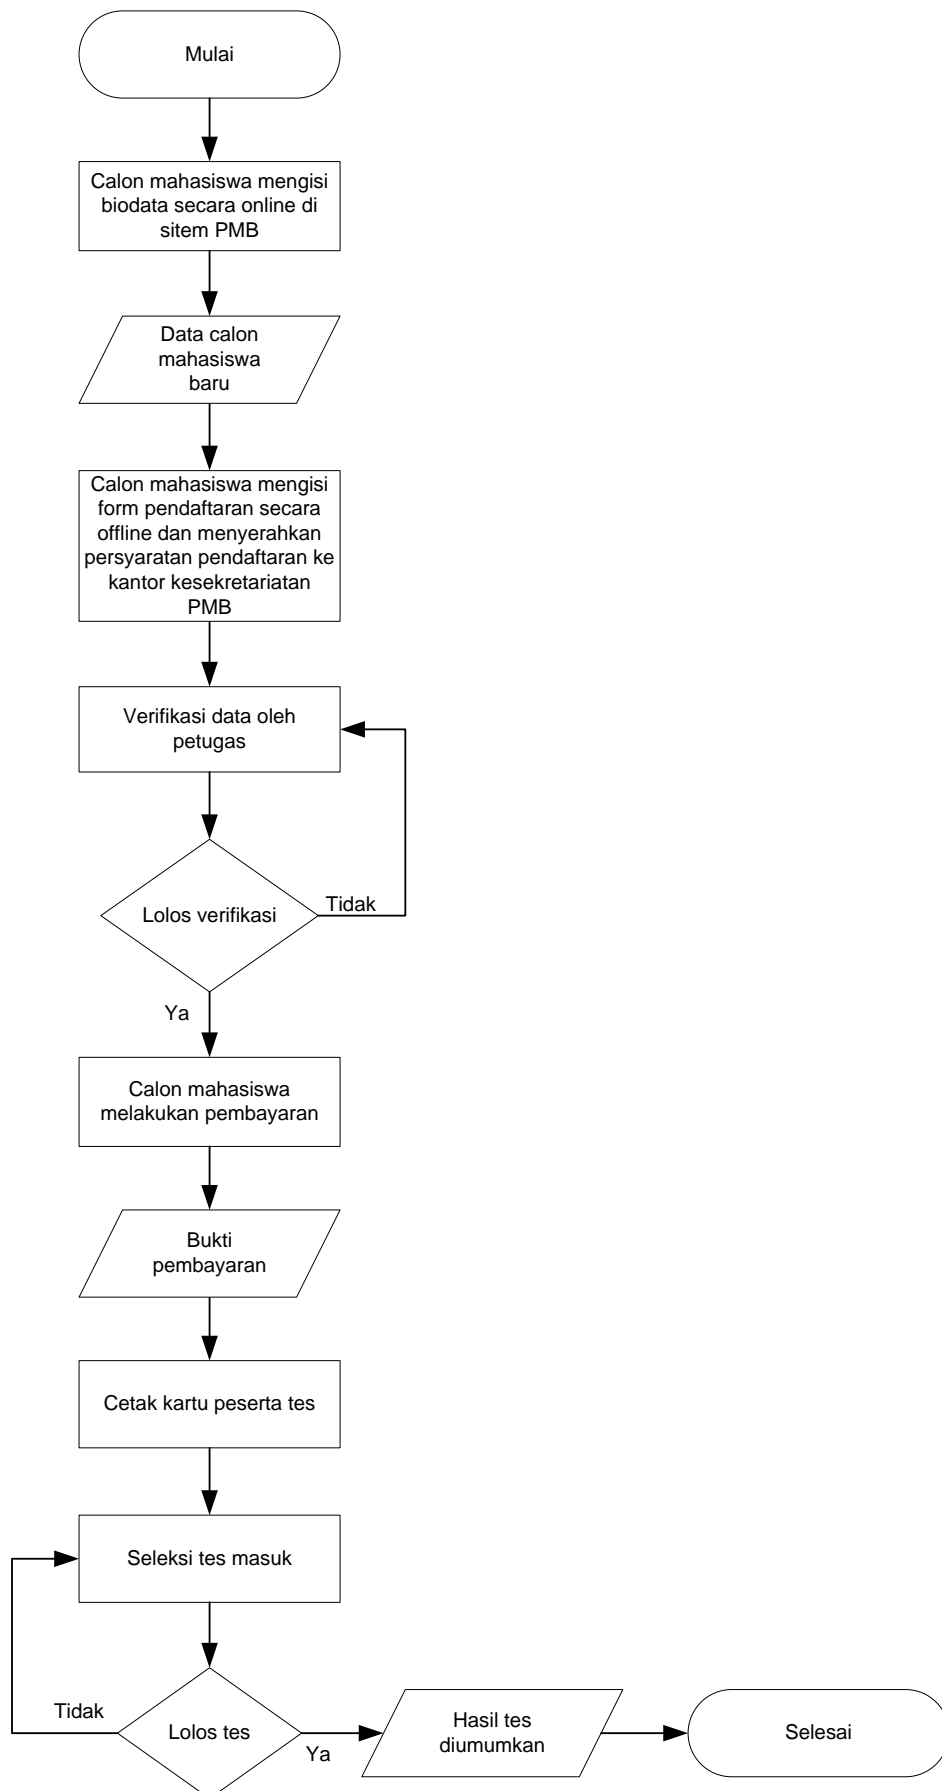 Mulai
Calon mahasiswa mengisi
biodata secara online di
sitem PMB
Data calon
mahasiswa
baru
Calon mahasiswa mengisi
form pendaftaran secara
offline dan menyerahkan
persyaratan pendaftaran ke
kantor kesekretariatan
PMB
Verifikasi data oleh
petugas
Lolos verifikasi
Tidak
Ya
Calon mahasiswa
melakukan pembayaran
Bukti
pembayaran
Cetak kartu peserta tes
Seleksi tes masuk
Tidak
Lolos tes
Ya
Hasil tes
diumumkan
Selesai